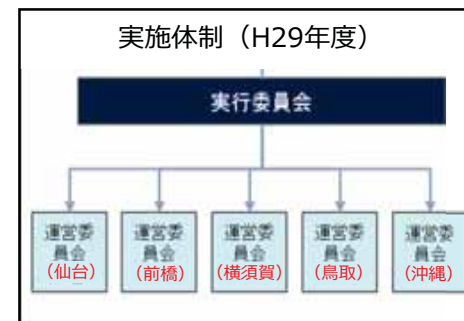 実施体制（H29年度）
実行委員会
運営委
員会
（仙台）
運営委
員会
（前橋）
運営委
員会
（横須賀）
運営委
員会
（鳥取）
運営委
員会
（沖縄）